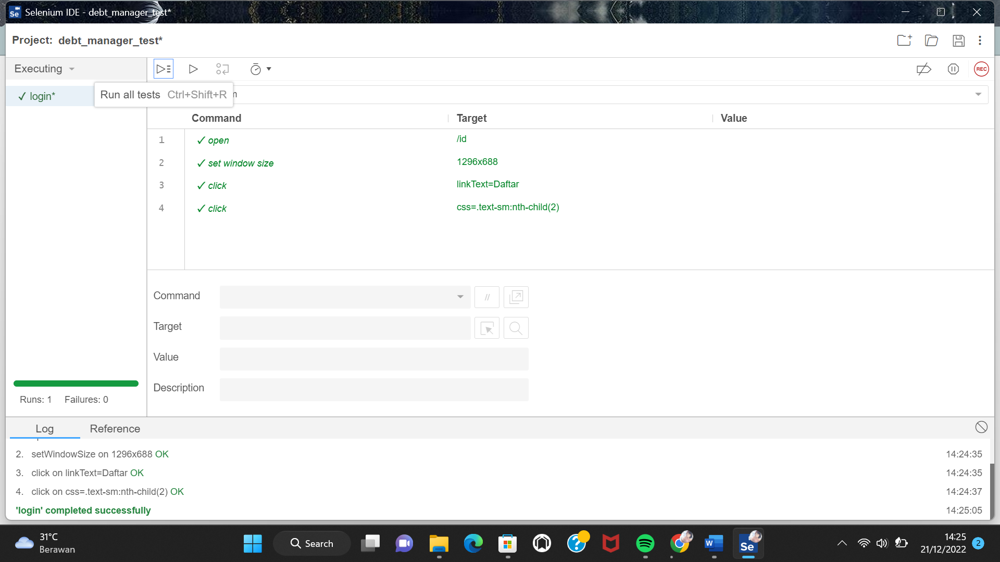 Selenium IDE - debt_manager_test*
Project: debt_manager_test*
Executing
✓ login*
Run all tests Ctrl+Shift+R
Command Target Value
1 ✓ open /id
2 ✓ set window size 1296x688
3 ✓ click linkText=Daftar
4 ✓ click css=.text-sm:nth-child(2)
REC
Command //
Target
Value
Description
Runs: 1 Failures: 0
Log Reference
2. setWindowSize on 1296x688 OK 14:24:35
3. click on linkText=Daftar OK 14:24:35
4. click on css=.text-sm:nth-child(2) OK 14:24:37
'login' completed successfully 14:25:05
31°C
Berawan
Search
14:25
21/12/2022
2